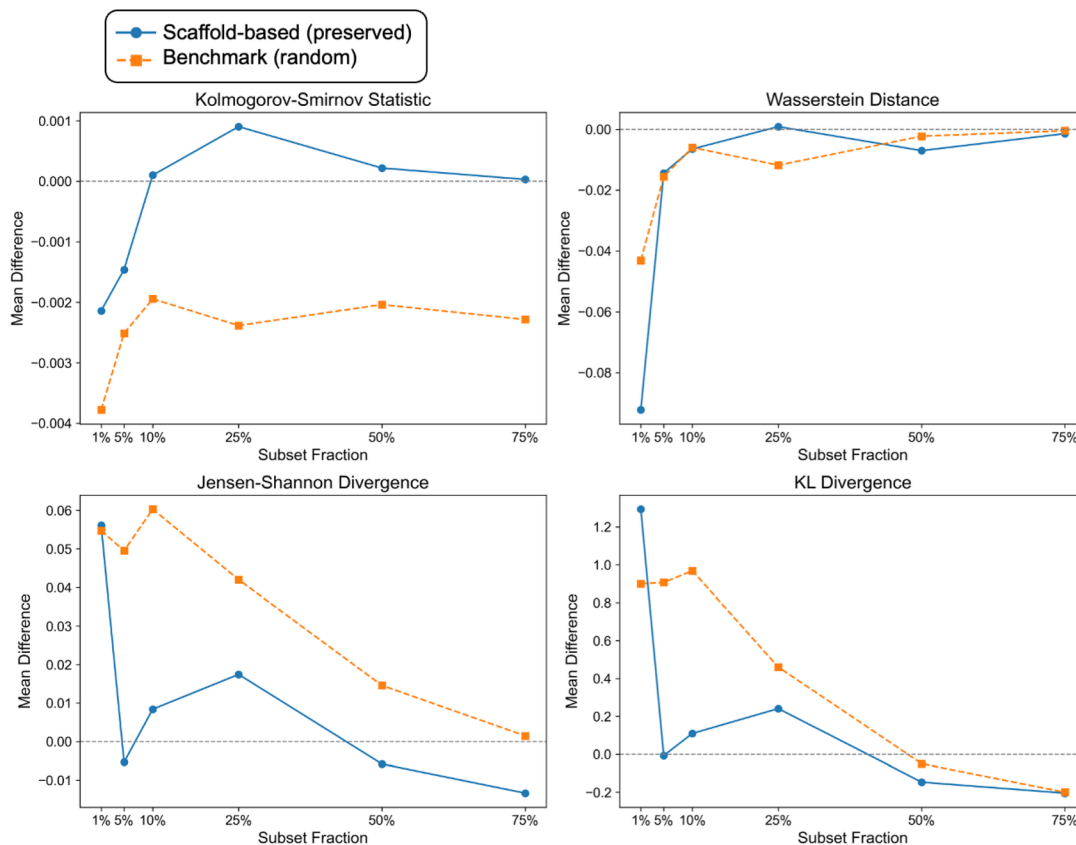 Scaffold-based (preserved)
Benchmark (random)
Kolmogorov-Smirnov Statistic
0.001
0.000
−0.001
−0.002
−0.003
−0.004
Mean Difference
1% 5% 10% 25% 50% 75%
Subset Fraction
Wasserstein Distance
0.00
−0.02
−0.04
−0.06
−0.08
Mean Difference
1% 5% 10% 25% 50% 75%
Subset Fraction
Jensen-Shannon Divergence
0.06
0.05
0.04
0.03
0.02
0.01
0.00
−0.01
Mean Difference
1% 5% 10% 25% 50% 75%
Subset Fraction
KL Divergence
1.2
1.0
0.8
0.6
0.4
0.2
0.0
−0.2
Mean Difference
1% 5% 10% 25% 50% 75%
Subset Fraction